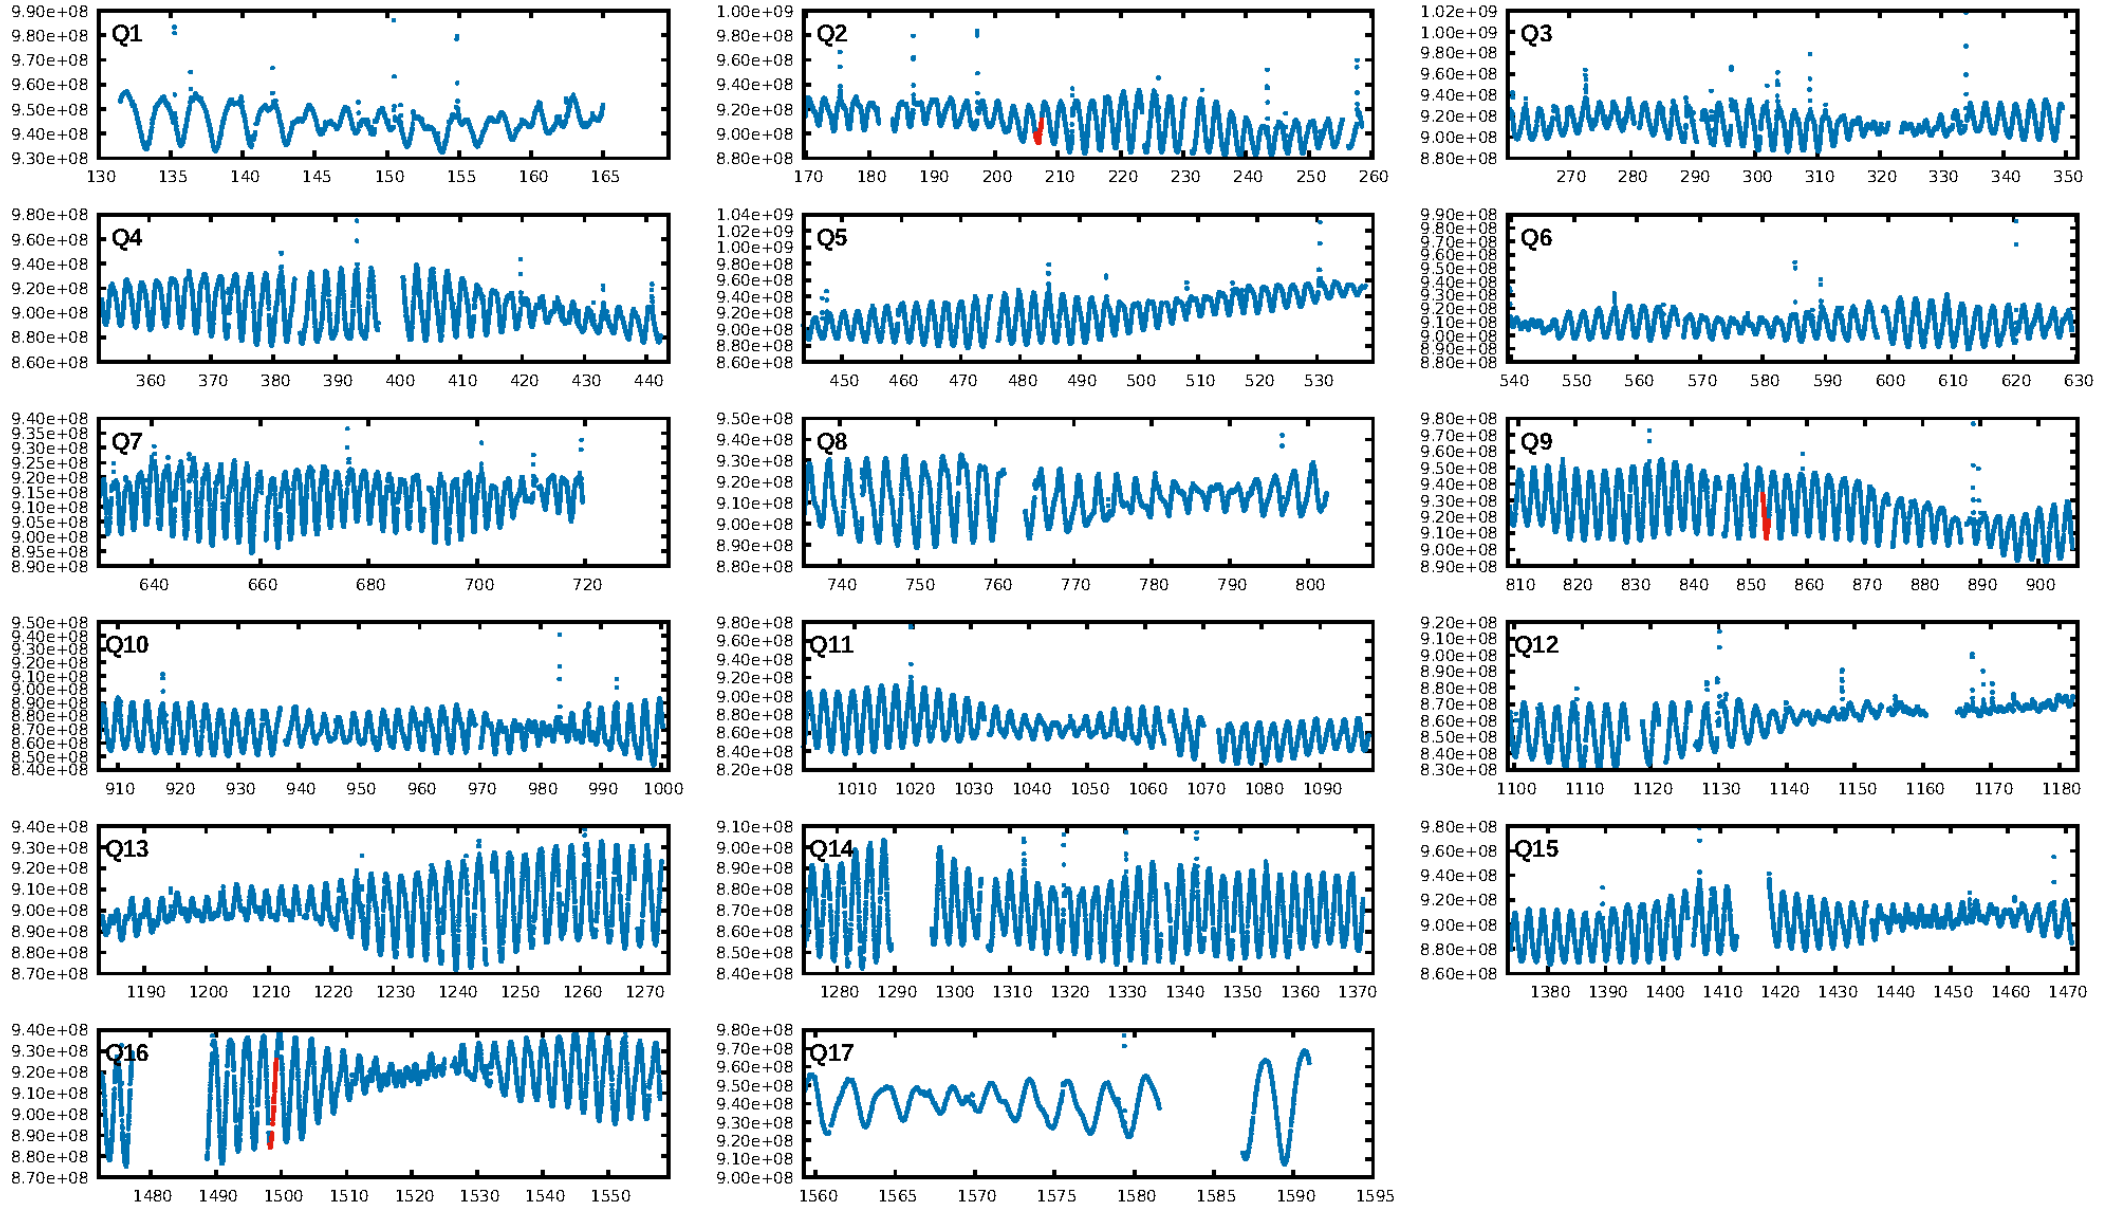 9.90e+08 9.80e+08 9.70e+08 9.60e+08 9.50e+08 9.40e+08 9.30e+08
Q1
130 135 140 145 150 155 160 165
1.00e+09 9.80e+08 9.60e+08 9.40e+08 9.20e+08 9.00e+08 8.80e+08
Q2
170 180 190 200 210 220 230 240 250 260
1.02e+09 1.00e+09 9.80e+08 9.60e+08 9.40e+08 9.20e+08 9.00e+08 8.80e+08
Q3
270 280 290 300 310 320 330 340 350
9.80e+08 9.60e+08 9.40e+08 9.20e+08 9.00e+08 8.80e+08 8.60e+08
Q4
360 370 380 390 400 410 420 430 440
1.04e+09 1.02e+09 1.00e+09 9.80e+08 9.60e+08 9.40e+08 9.20e+08 9.00e+08 8.80e+08 8.60e+08
Q5
450 460 470 480 490 500 510 520 530
9.90e+08 9.80e+08 9.70e+08 9.60e+08 9.50e+08 9.40e+08 9.30e+08 9.20e+08 9.10e+08 9.00e+08 8.90e+08 8.80e+08
Q6
540 550 560 570 580 590 600 610 620 630
9.40e+08 9.35e+08 9.30e+08 9.25e+08 9.20e+08 9.15e+08 9.10e+08 9.05e+08 9.00e+08 8.95e+08 8.90e+08
Q7
640 660 680 700 720
9.50e+08 9.40e+08 9.30e+08 9.20e+08 9.10e+08 9.00e+08 8.90e+08 8.80e+08
Q8
740 750 760 770 780 790 800
9.80e+08 9.70e+08 9.60e+08 9.50e+08 9.40e+08 9.30e+08 9.20e+08 9.10e+08 9.00e+08 8.90e+08
Q9
810 820 830 840 850 860 870 880 890 900
9.50e+08 9.40e+08 9.30e+08 9.20e+08 9.10e+08 9.00e+08 8.90e+08 8.80e+08 8.70e+08 8.60e+08 8.50e+08 8.40e+08
Q10
910 920 930 940 950 960 970 980 990 1000
9.80e+08 9.60e+08 9.40e+08 9.20e+08 9.00e+08 8.80e+08 8.60e+08 8.40e+08 8.20e+08
Q11
1010 1020 1030 1040 1050 1060 1070 1080 1090
9.20e+08 9.10e+08 9.00e+08 8.90e+08 8.80e+08 8.70e+08 8.60e+08 8.50e+08 8.40e+08 8.30e+08
Q12
1100 1110 1120 1130 1140 1150 1160 1170 1180
9.40e+08 9.30e+08 9.20e+08 9.10e+08 9.00e+08 8.90e+08 8.80e+08 8.70e+08
Q13
1190 1200 1210 1220 1230 1240 1250 1260 1270
9.10e+08 9.00e+08 8.90e+08 8.80e+08 8.70e+08 8.60e+08 8.50e+08 8.40e+08
Q14
1280 1290 1300 1310 1320 1330 1340 1350 1360 1370
9.80e+08 9.60e+08 9.40e+08 9.20e+08 9.00e+08 8.80e+08 8.60e+08
Q15
1380 1390 1400 1410 1420 1430 1440 1450 1460 1470
9.40e+08 9.30e+08 9.20e+08 9.10e+08 9.00e+08 8.90e+08 8.80e+08 8.70e+08
Q16
1480 1490 1500 1510 1520 1530 1540 1550
9.80e+08 9.70e+08 9.60e+08 9.50e+08 9.40e+08 9.30e+08 9.20e+08 9.10e+08 9.00e+08
Q17
1560 1565 1570 1575 1580 1585 1590 1595